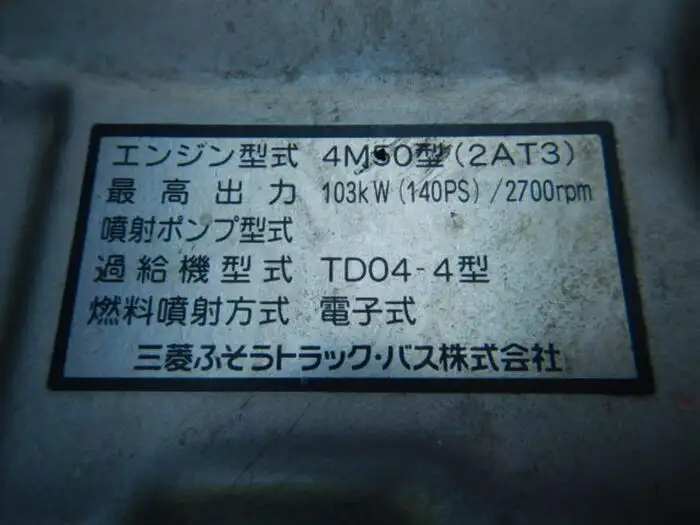 エンジン型式 4M50型(2AT3)
最高出力 103kW(140PS)/2700rpm
噴射ポンプ型式
過給機型式 TD04-4型
燃料噴射方式 電子式
三菱ふそうトラック・バス株式会社